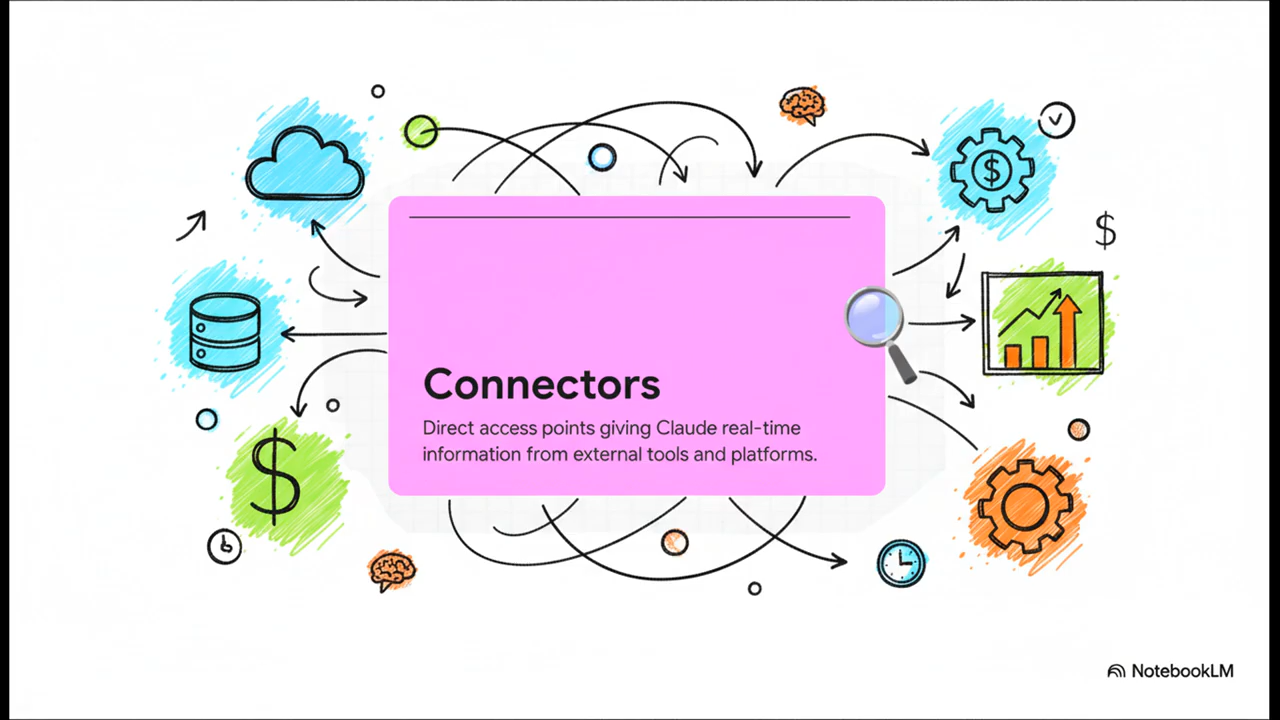 Connectors
Direct access points giving Claude real-time
information from external tools and platforms.
$
$
$
NotebookLM